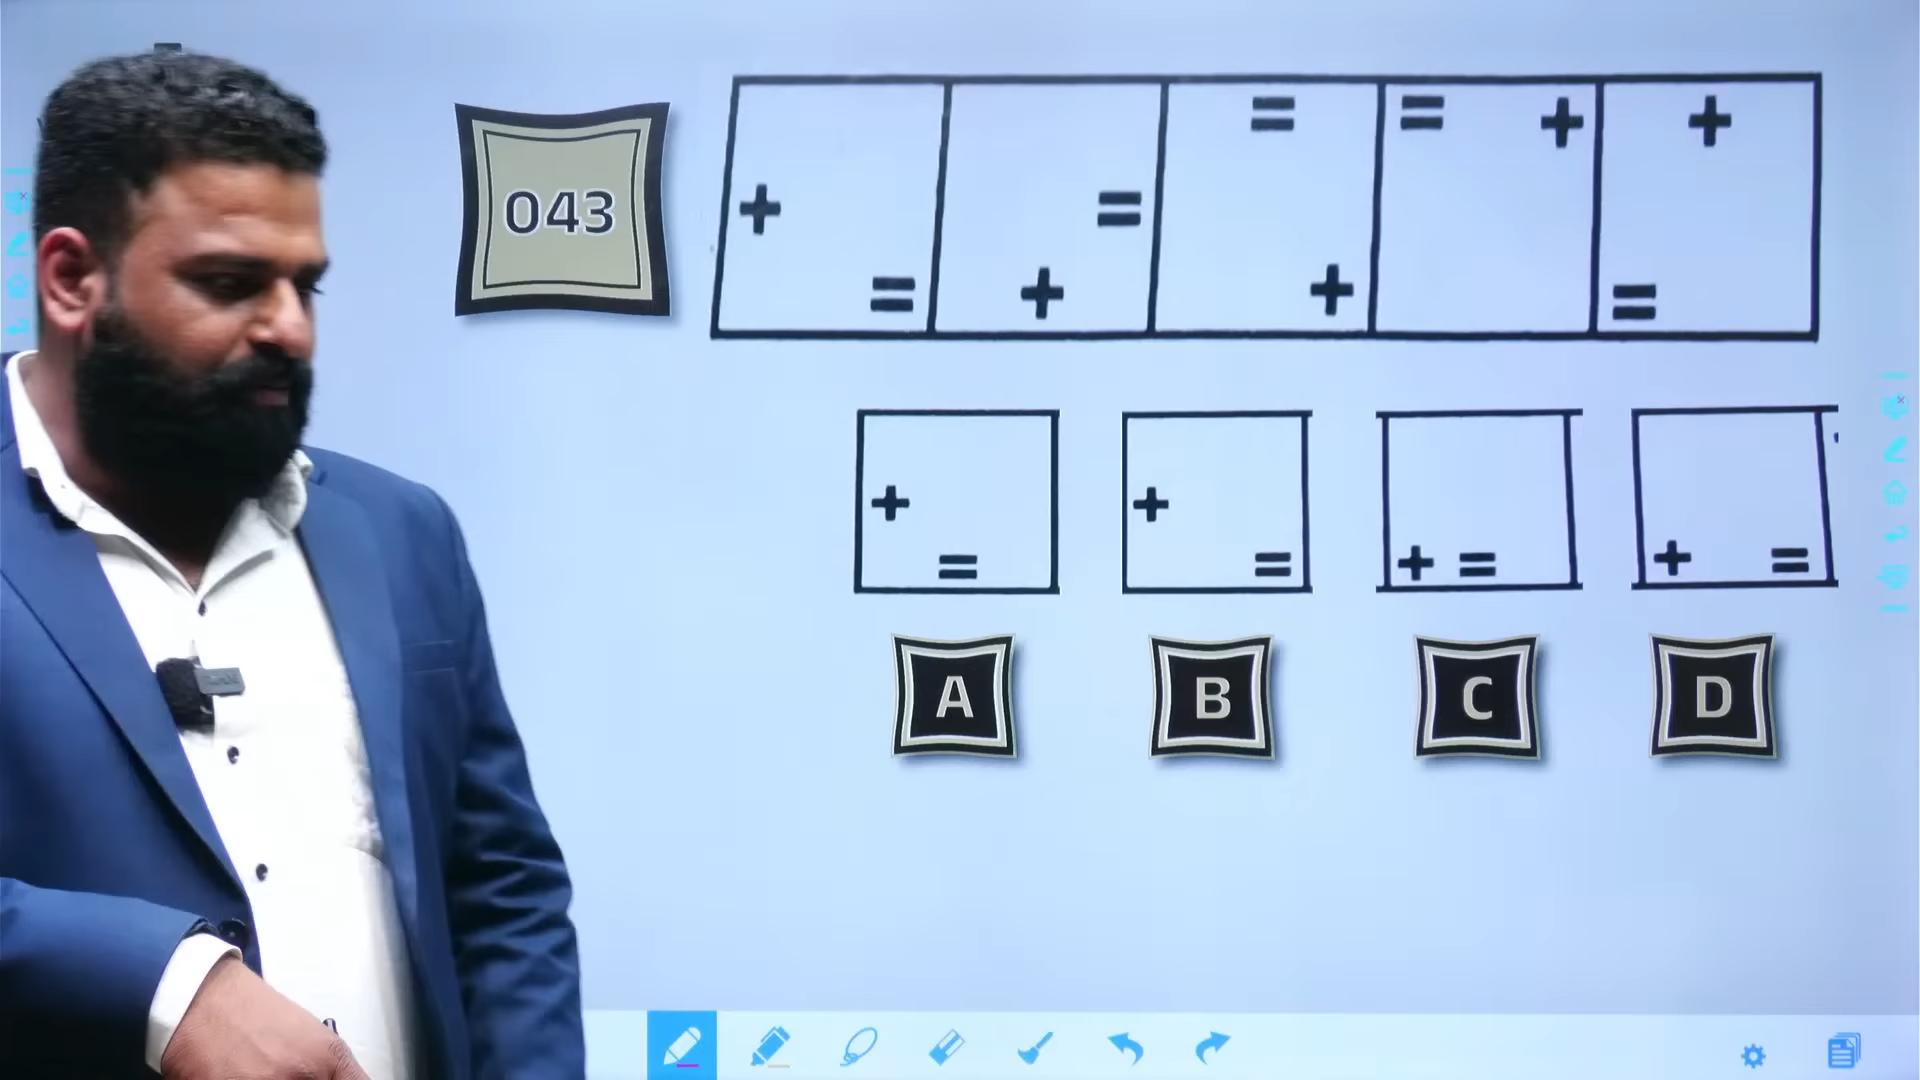 043
+ = + = = + = + + =
+ = + = + = + =
A B C D